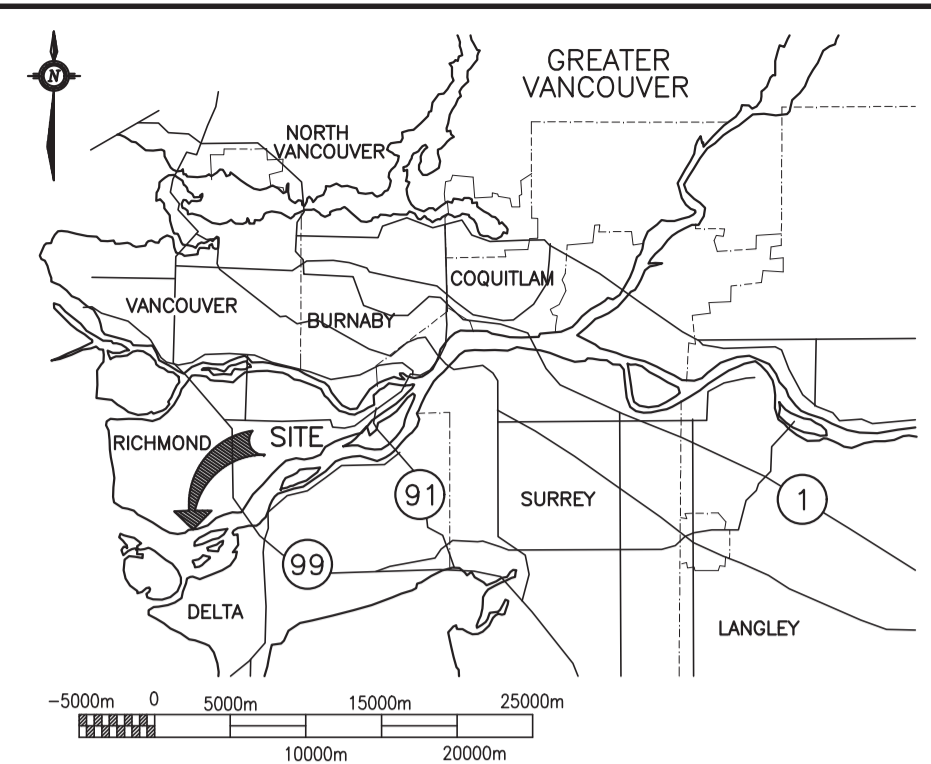 N
GREATER
VANCOUVER
NORTH
VANCOUVER
COQUITLAM
VANCOUVER
BURNABY
RICHMOND
SITE
91
SURREY
1
99
DELTA
LANGLEY
-5000m 0 5000m 15000m 25000m
10000m 20000m